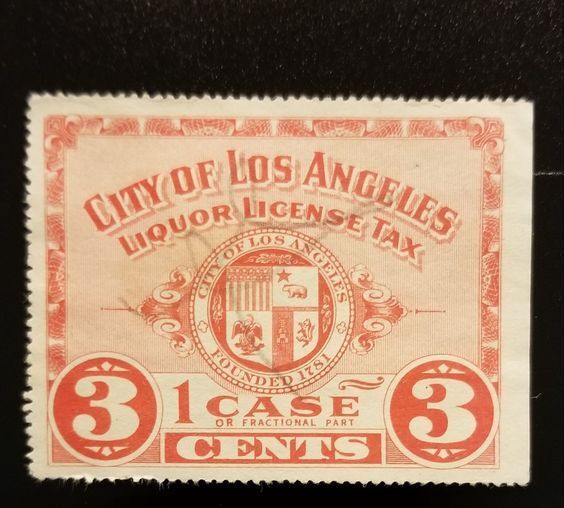 CITY OF LOS ANGELES
LIQUOR LICENSE TAX
CITY OF LOS ANGELES
FOUNDED 1781
3 1 CASE 3
OR FRACTIONAL PART
CENTS